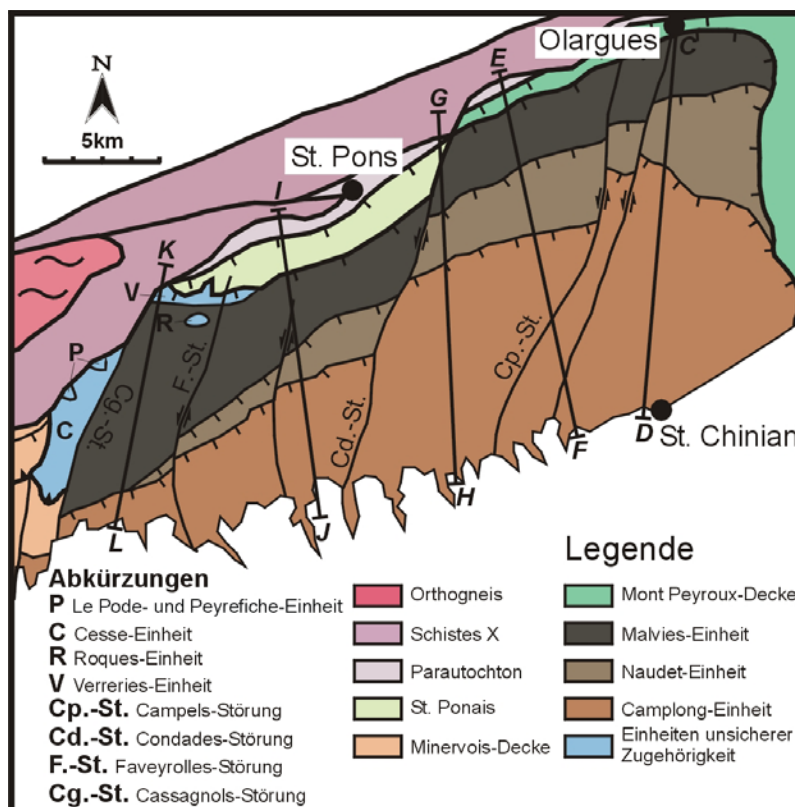 Olargues
C
E
N
G
5km
St. Pons
I
K
V
R
F.-St.
P
Cg.-St.
C
Cp.-St.
Cd.-St.
St. Chinian
D
F
H
J
L
Legende
Abkürzungen
P Le Pode- und Peyrefiche-Einheit
C Cesse-Einheit
R Roques-Einheit
V Verreries-Einheit
Cp.-St. Campels-Störung
Cd.-St. Condades-Störung
F.-St. Faveyrolles-Störung
Cg.-St. Cassagnols-Störung
Orthogneis
Schistes X
Parautochton
St. Ponais
Minervois-Decke
Mont Peyroux-Decke
Malvies-Einheit
Naudet-Einheit
Camplong-Einheit
Einheiten unsicherer
Zugehörigkeit